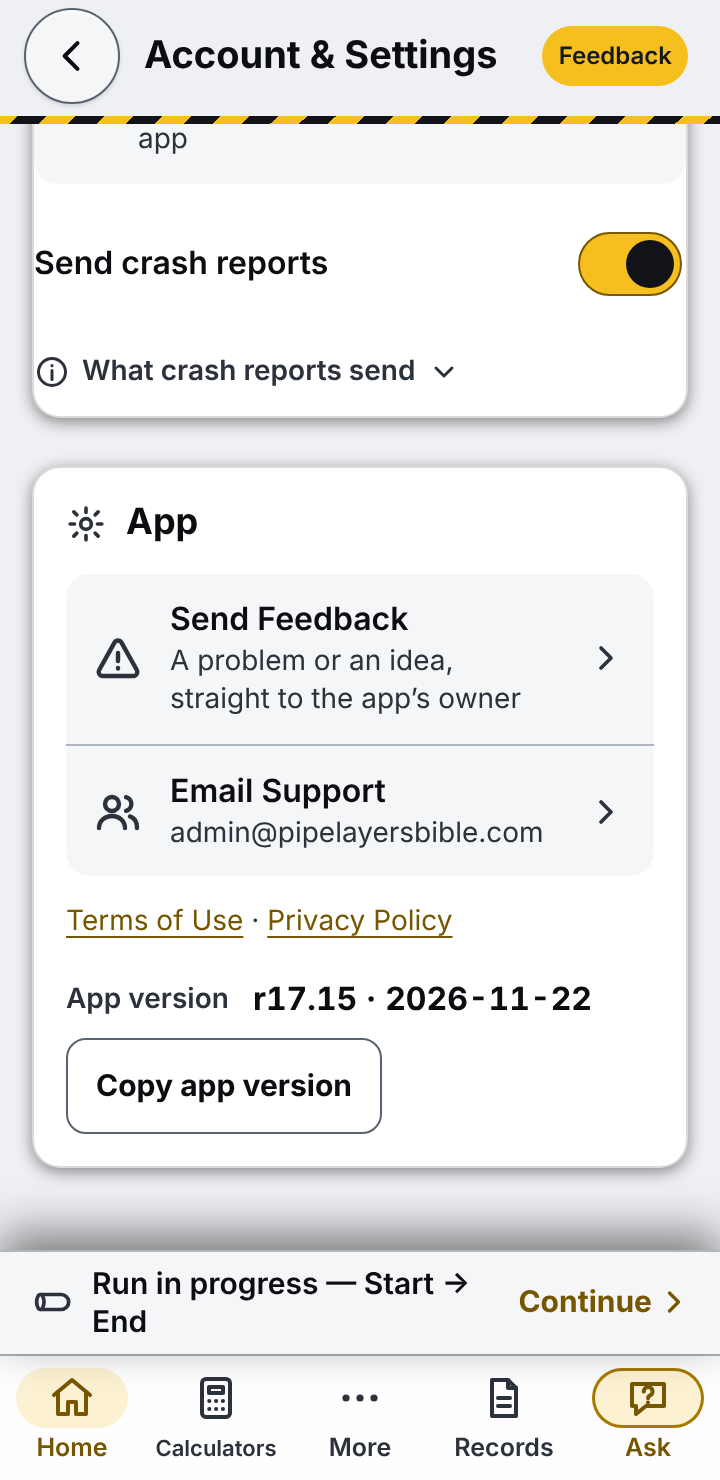 Account & Settings
Feedback
app
Send crash reports
What crash reports send
App
Send Feedback
A problem or an idea,
straight to the app’s owner
Email Support
admin@pipelayersbible.com
Terms of Use · Privacy Policy
App version r17.15 · 2026-11-22
Copy app version
Run in progress — Start →
End
Continue
Home
Calculators
More
Records
Ask